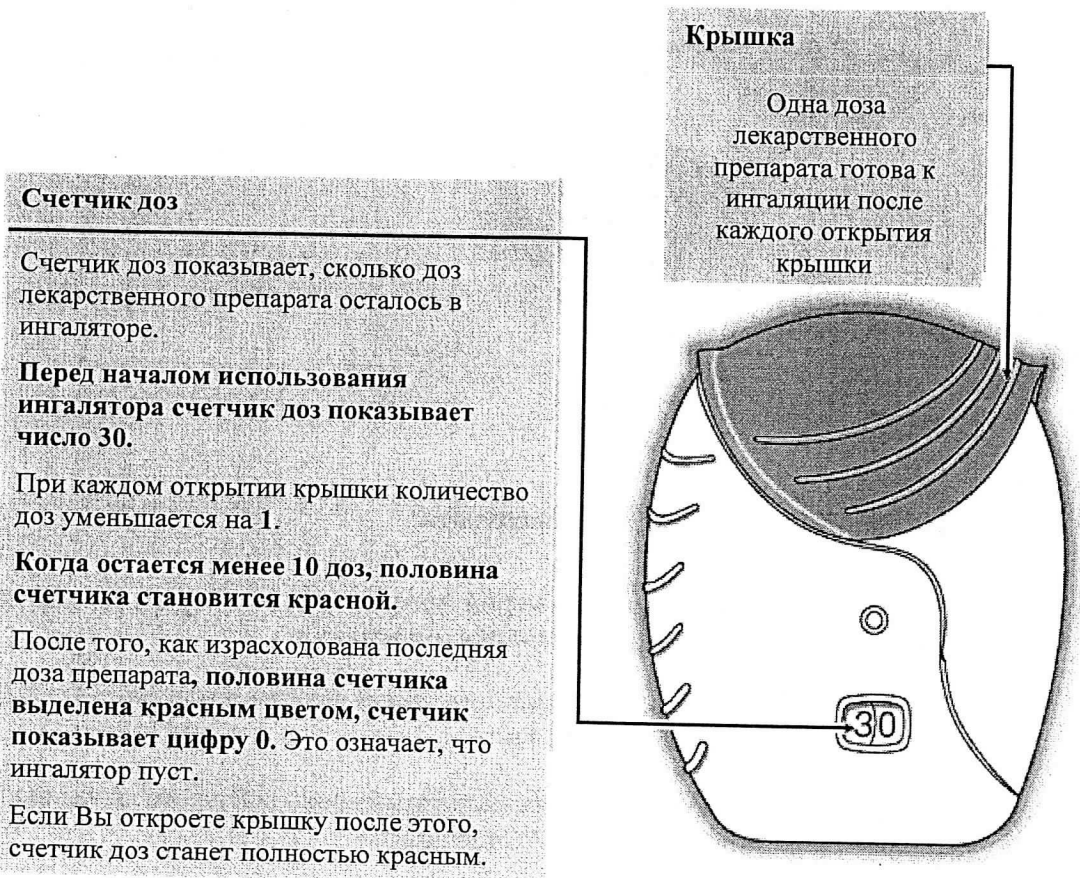 Крышка
Одна доза
лекарственного
препарата готова к
ингаляции после
каждого открытия
крышки
Счетчик доз
Счетчик доз показывает, сколько доз
лекарственного препарата осталось в
ингаляторе.
Перед началом использования
ингалятора счетчик доз показывает
число 30.
При каждом открытии крышки количество
доз уменьшается на 1.
Когда остается менее 10 доз, половина
счетчика становится красной.
После того, как израсходована последняя
доза препарата, половина счетчика
выделена красным цветом, счетчик
показывает цифру 0. Это означает, что
ингалятор пуст.
Если Вы откроете крышку после этого,
счетчик доз станет полностью красным.
30